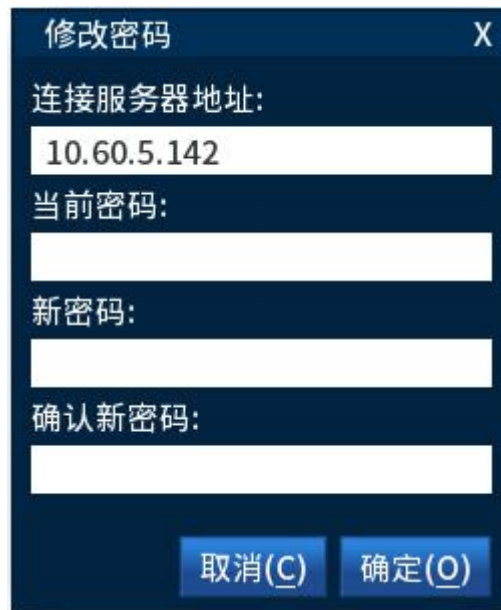 修改密码 X
连接服务器地址:
10.60.5.142
当前密码:
新密码:
确认新密码:
取消(C) 确定(O)